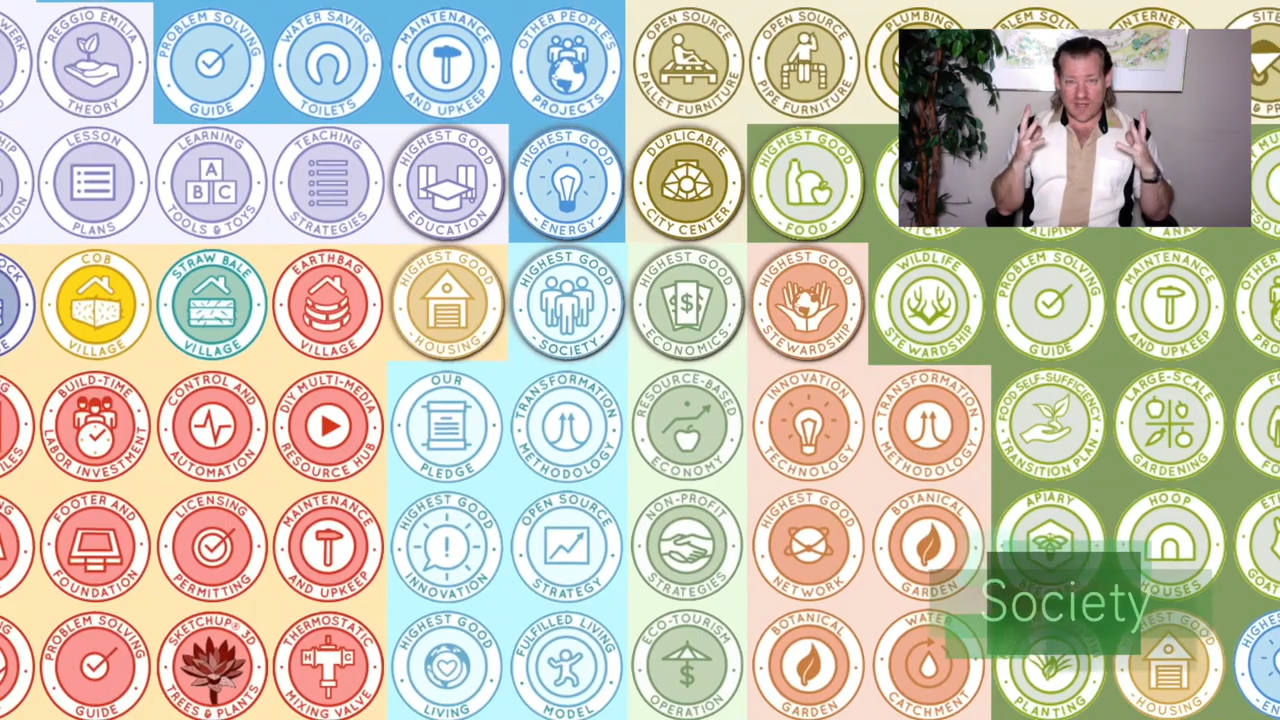 REGGIO EMILIA THEORY
PROBLEM SOLVING GUIDE
WATER SAVING TOILETS
MAINTENANCE AND UPKEEP
OTHER PEOPLE'S PROJECTS
OPEN SOURCE PALLET FURNITURE
OPEN SOURCE PIPE FURNITURE
PLUMBING
INTERNET
SITE
LESSON PLANS
LEARNING TOOLS & TOYS
A B C
TEACHING STRATEGIES
HIGHEST GOOD EDUCATION
HIGHEST GOOD -ENERGY-
DUPLICABLE -CITY CENTER-
HIGHEST GOOD -FOOD-
COB VILLAGE
STRAW BALE VILLAGE
EARTHBAG VILLAGE
HIGHEST GOOD -HOUSING-
HIGHEST GOOD -SOCIETY-
HIGHEST GOOD ECONOMICS
$
HIGHEST GOOD STEWARDSHIP
WILDLIFE STEWARDSHIP
PROBLEM SOLVING GUIDE
MAINTENANCE AND UPKEEP
BUILD-TIME LABOR INVESTMENT
CONTROL AND AUTOMATION
DIY MULTI-MEDIA RESOURCE HUB
OUR PLEDGE
TRANSFORMATION METHODOLOGY
RESOURCE-BASED ECONOMY
INNOVATION TECHNOLOGY
TRANSFORMATION METHODOLOGY
FOOD SELF-SUFFICIENCY TRANSITION PLAN
LARGE-SCALE GARDENING
FOOTER AND FOUNDATION
LICENSING PERMITTING
MAINTENANCE AND UPKEEP
HIGHEST GOOD INNOVATION
OPEN SOURCE STRATEGY
NON-PROFIT STRATEGIES
HIGHEST GOOD NETWORK
BOTANICAL GARDEN
APIARY
HOOP HOUSES
Society
PROBLEM SOLVING GUIDE
SKETCHUP® 3D TREES & PLANTS
THERMOSTATIC MIXING VALVE
H C
HIGHEST GOOD LIVING
FULFILLED LIVING MODEL
ECO-TOURISM OPERATION
$
BOTANICAL GARDEN
WATER CATCHMENT
PLANTING
GOOD -HOUSING-